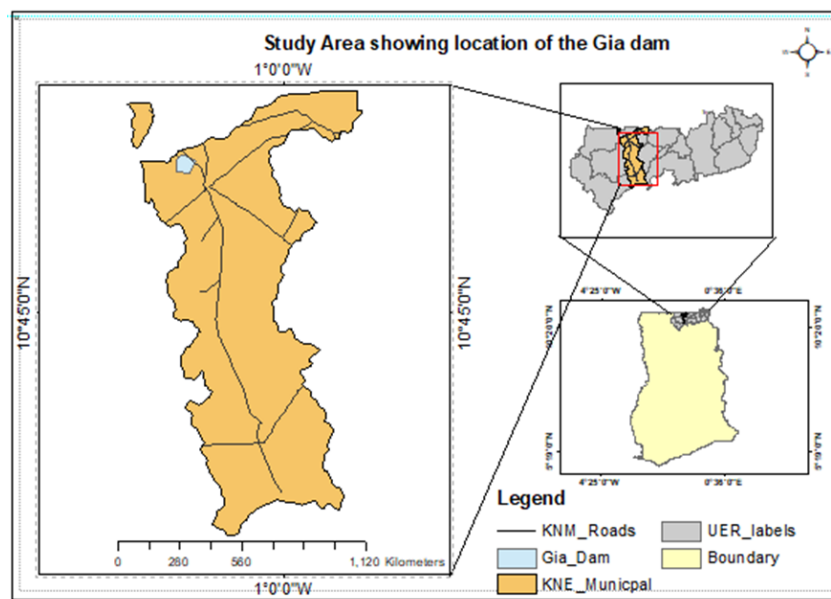 Study Area showing location of the Gia dam
N
W
E
S
1°0'0"W
10°45'0"N
10°45'0"N
0 280 560 1,120 Kilometers
1°0'0"W
4°25'0"W 0°36'0"E
4°25'0"W 0°36'0"E
Legend
KNM_Roads
UER_labels
Gia_Dam
Boundary
KNE_Municpal